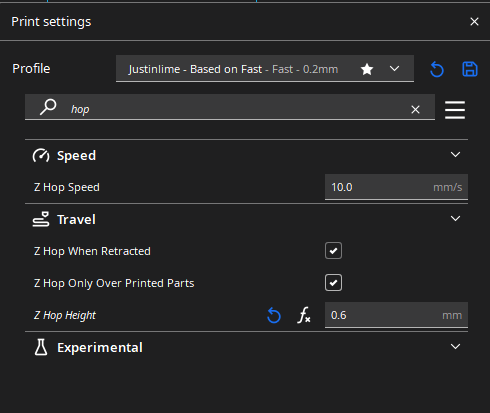 Print settings
Profile Justinlime - Based on Fast - Fast - 0.2mm
hop
Speed
Z Hop Speed 10.0 mm/s
Travel
Z Hop When Retracted
Z Hop Only Over Printed Parts
Z Hop Height 0.6 mm
Experimental